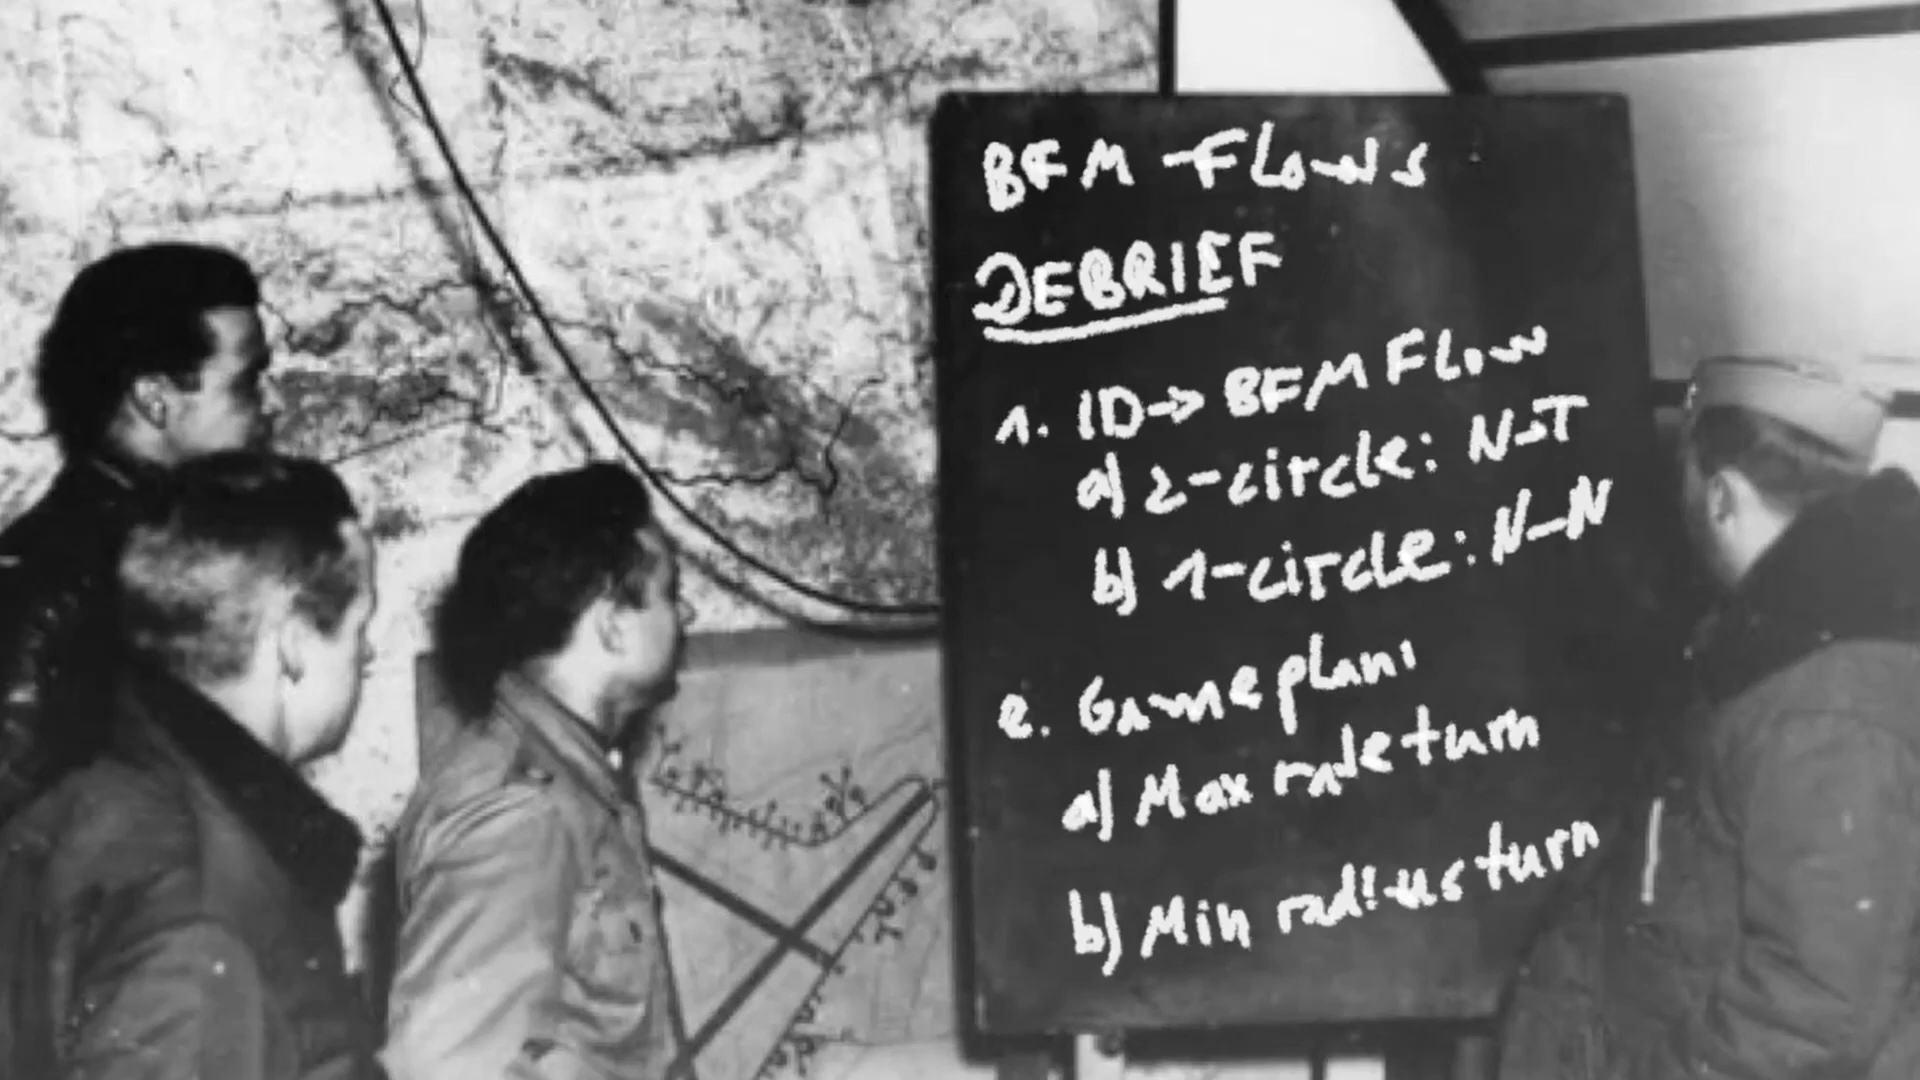 BFM Flows
DEBRIEF
1. ID → BFM Flow
a) 2-circle: N-T
b) 1-circle: N-N
2. Gameplan:
a) Max rate turn
b) Min radius turn